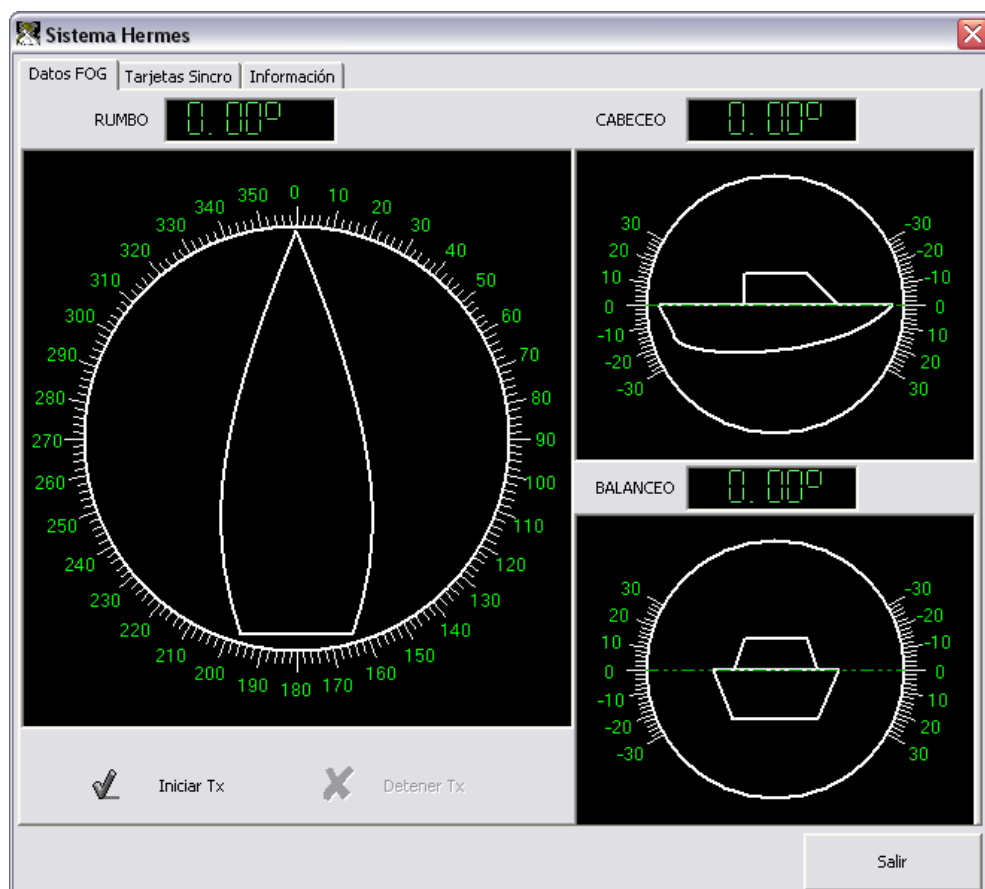 Sistema Hermes
Datos FOG Tarjetas Sincro Información
RUMBO 0.00º
CABECEO 0.00º
0 10 20 30 40 50 60 70 80 90 100 110 120 130 140 150 160 170 180 190 200 210 220 230 240 250 260 270 280 290 300 310 320 330 340 350
30 -30
20 -20
10 -10
0 0
-10 10
-20 20
-30 30
BALANCEO 0.00º
30 -30
20 -20
10 -10
0 0
-10 10
-20 20
-30 30
Iniciar Tx Detener Tx
Salir